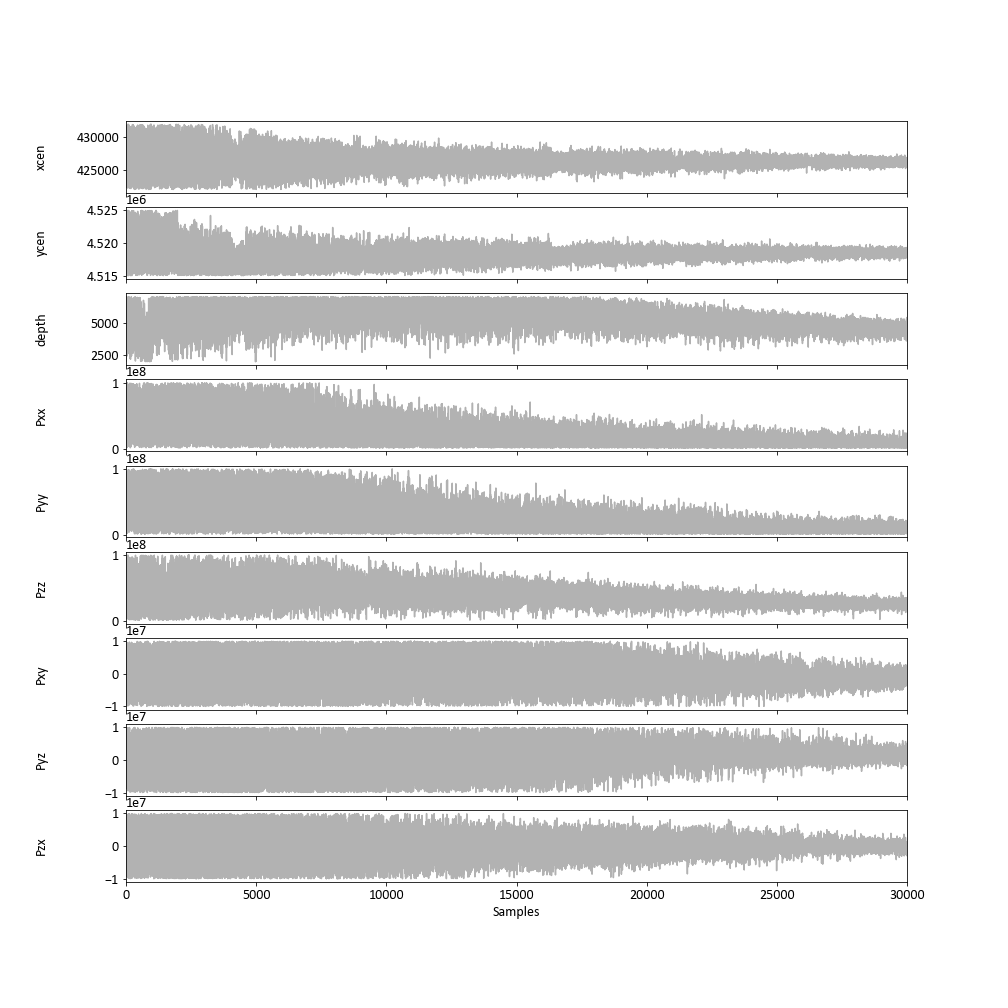 xcen
430000
425000
1e6
ycen
4.525
4.520
4.515
depth
5000
2500
1e8
Pxx
1
0
1e8
Pyy
1
0
1e8
Pzz
1
0
1e7
Pxy
1
0
−1
1e7
Pyz
1
0
−1
1e7
Pzx
1
0
−1
0 5000 10000 15000 20000 25000 30000
Samples